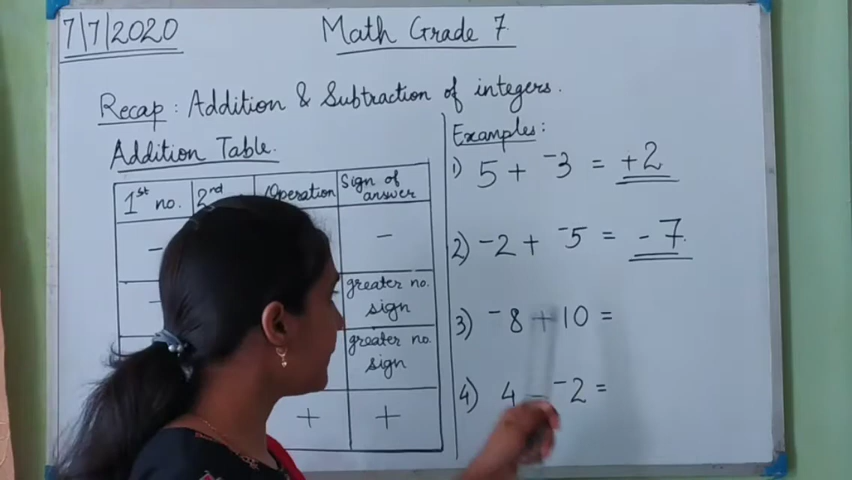 7/7/2020
Math Grade 7
Recap : Addition & Subtraction of integers.
Addition Table.
1st no. 2nd Operation Sign of answer
- -
- greater no. sign
greater no. sign
+ +
Examples :
1) 5 + -3 = +2
2) -2 + -5 = -7
3) -8 + 10 =
4) 4 - -2 =